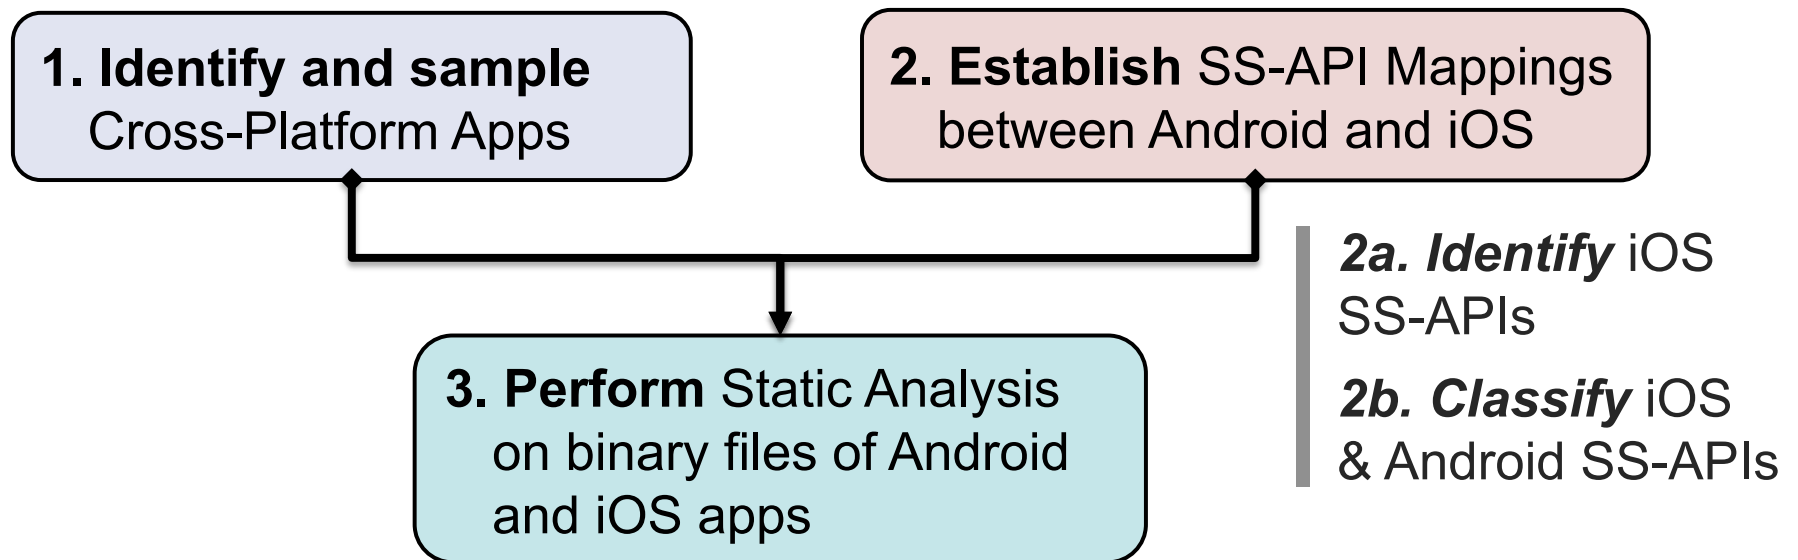 1. Identify and sample
Cross-Platform Apps
2. Establish SS-API Mappings
between Android and iOS
2a. Identify iOS
SS-APIs
2b. Classify iOS
& Android SS-APIs
3. Perform Static Analysis
on binary files of Android
and iOS apps